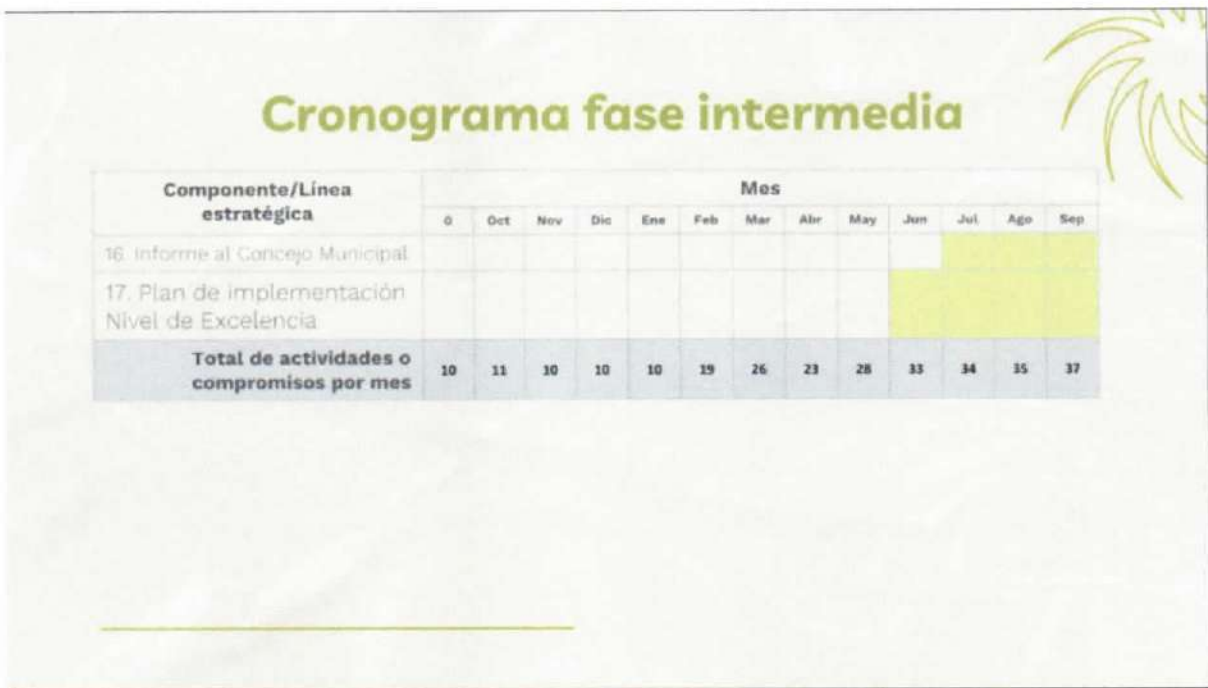 Cronograma fase intermedia
Componente/Línea estratégica Mes
0 Oct Nov Dic Ene Feb Mar Abr May Jun Jul Ago Sep
16. Informe al Concejo Municipal
17. Plan de implementación
Nivel de Excelencia
Total de actividades o
compromisos por mes 10 11 10 10 10 19 26 23 28 33 34 35 37